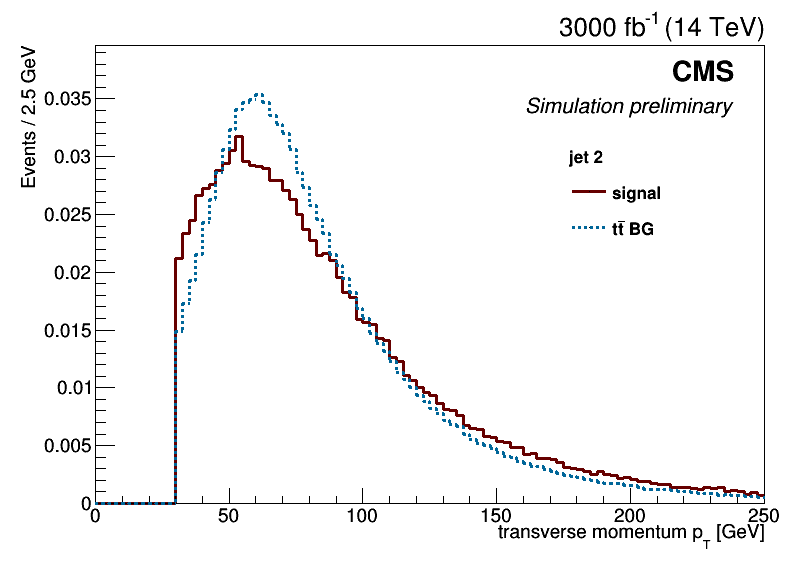 3000 fb⁻¹ (14 TeV)
Events / 2.5 GeV
CMS
Simulation preliminary
jet 2
signal
tt̄ BG
0.035
0.03
0.025
0.02
0.015
0.01
0.005
0
0 50 100 150 200 250
transverse momentum p_T [GeV]